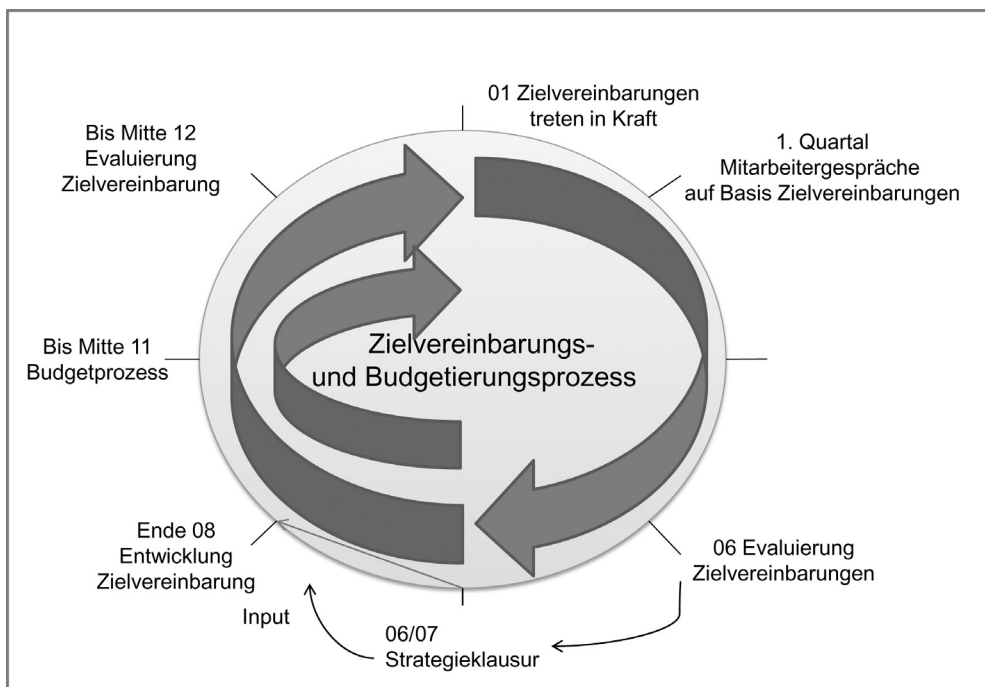 01 Zielvereinbarungen
treten in Kraft
1. Quartal
Mitarbeitergespräche
auf Basis Zielvereinbarungen
06 Evaluierung
Zielvereinbarungen
06/07
Strategieklausur
Input
Ende 08
Entwicklung
Zielvereinbarung
Bis Mitte 11
Budgetprozess
Bis Mitte 12
Evaluierung
Zielvereinbarung
Zielvereinbarungs-
und Budgetierungsprozess